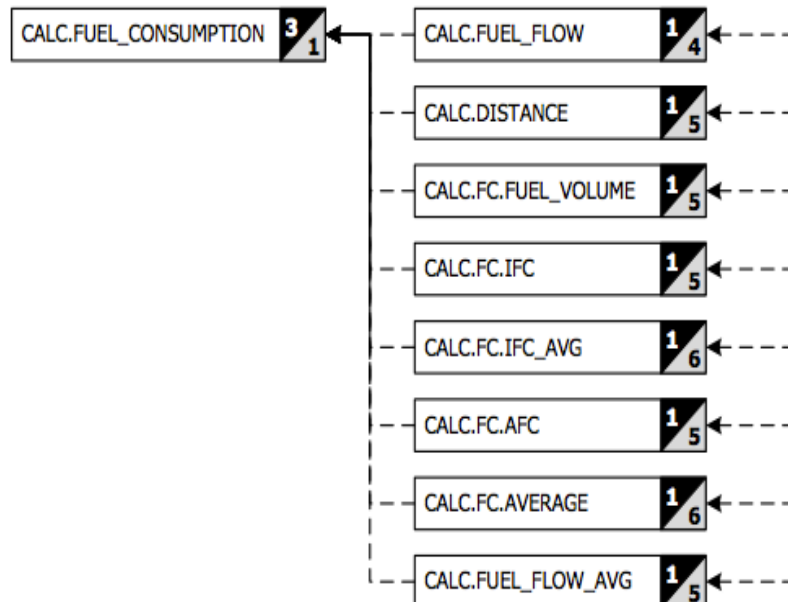 CALC.FUEL_CONSUMPTION 3 1
CALC.FUEL_FLOW 1 4
CALC.DISTANCE 1 5
CALC.FC.FUEL_VOLUME 1 5
CALC.FC.IFC 1 5
CALC.FC.IFC_AVG 1 6
CALC.FC.AFC 1 5
CALC.FC.AVERAGE 1 6
CALC.FUEL_FLOW_AVG 1 5